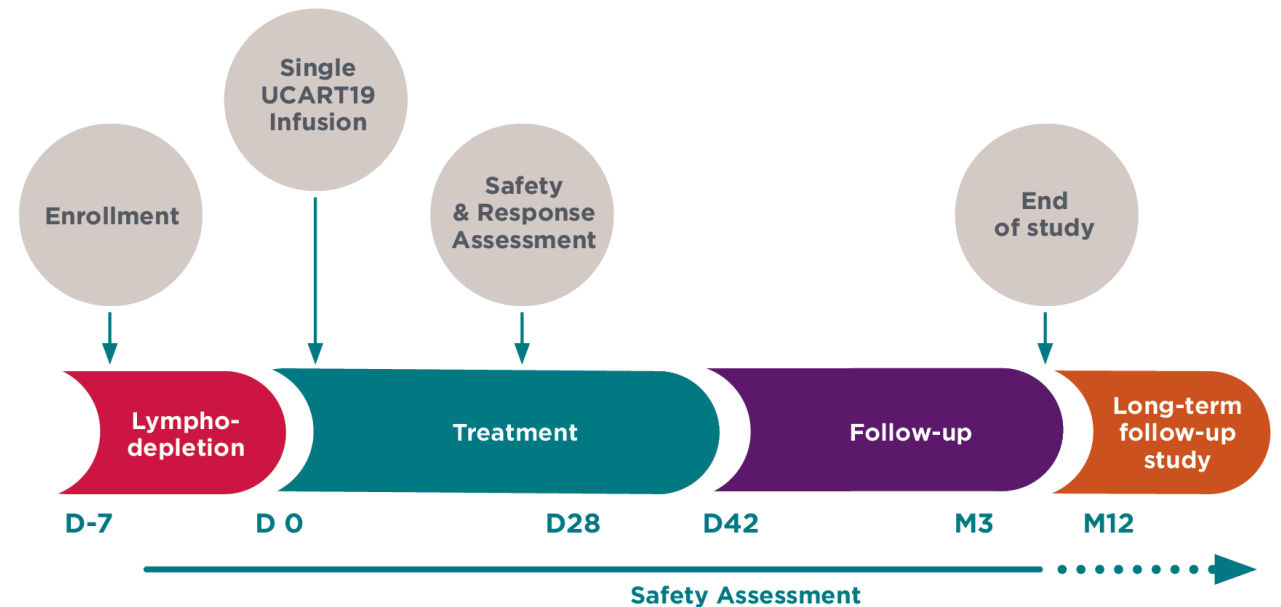 Single
UCART19
Infusion
Enrollment
Safety
& Response
Assessment
End
of study
Lympho-
depletion
Treatment
Follow-up
Long-term
follow-up
study
D-7
D 0
D28
D42
M3
M12
Safety Assessment